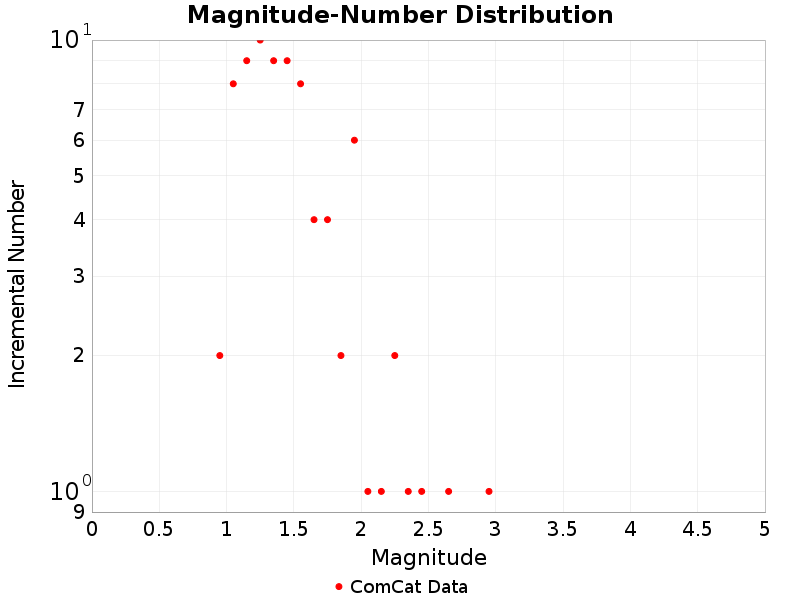 Magnitude-Number Distribution
10^1
7
6
5
4
3
2
10^0
9
Incremental Number
0 0.5 1 1.5 2 2.5 3 3.5 4 4.5 5
Magnitude
ComCat Data